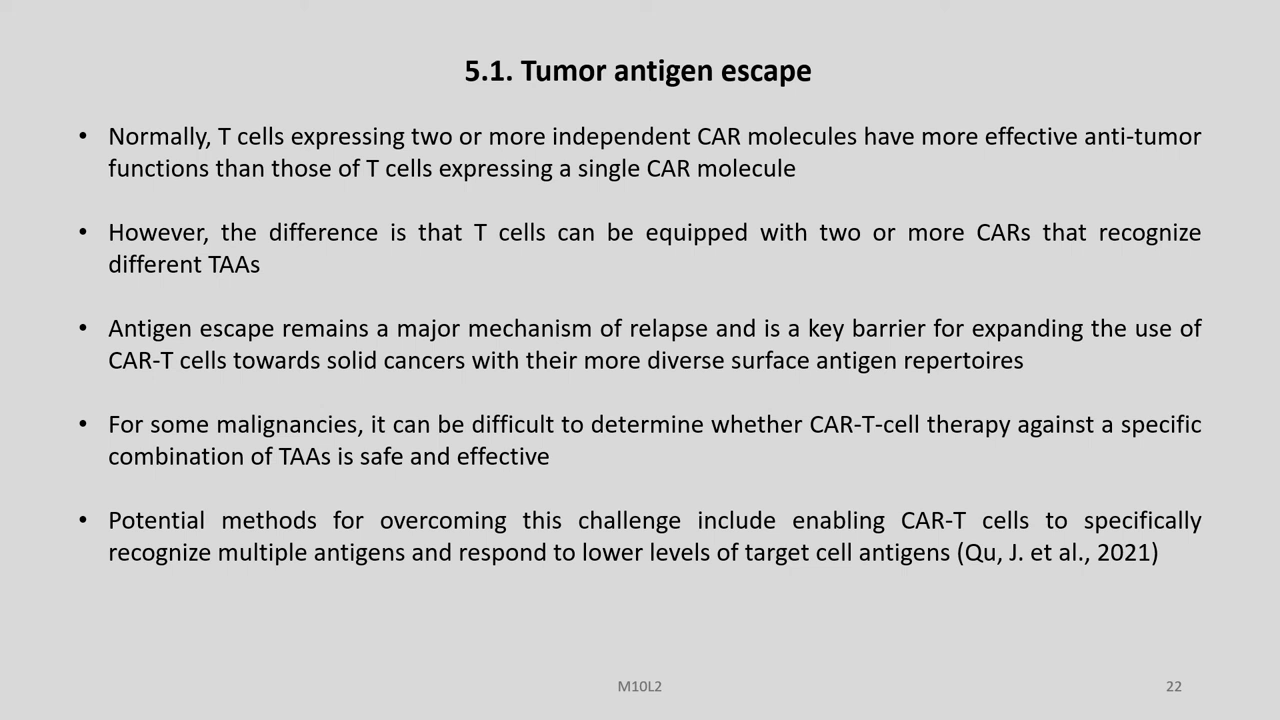 5.1. Tumor antigen escape
• Normally, T cells expressing two or more independent CAR molecules have more effective anti-tumor
functions than those of T cells expressing a single CAR molecule
• However, the difference is that T cells can be equipped with two or more CARs that recognize
different TAAs
• Antigen escape remains a major mechanism of relapse and is a key barrier for expanding the use of
CAR-T cells towards solid cancers with their more diverse surface antigen repertoires
• For some malignancies, it can be difficult to determine whether CAR-T-cell therapy against a specific
combination of TAAs is safe and effective
• Potential methods for overcoming this challenge include enabling CAR-T cells to specifically
recognize multiple antigens and respond to lower levels of target cell antigens (Qu, J. et al., 2021)
M10L2
22